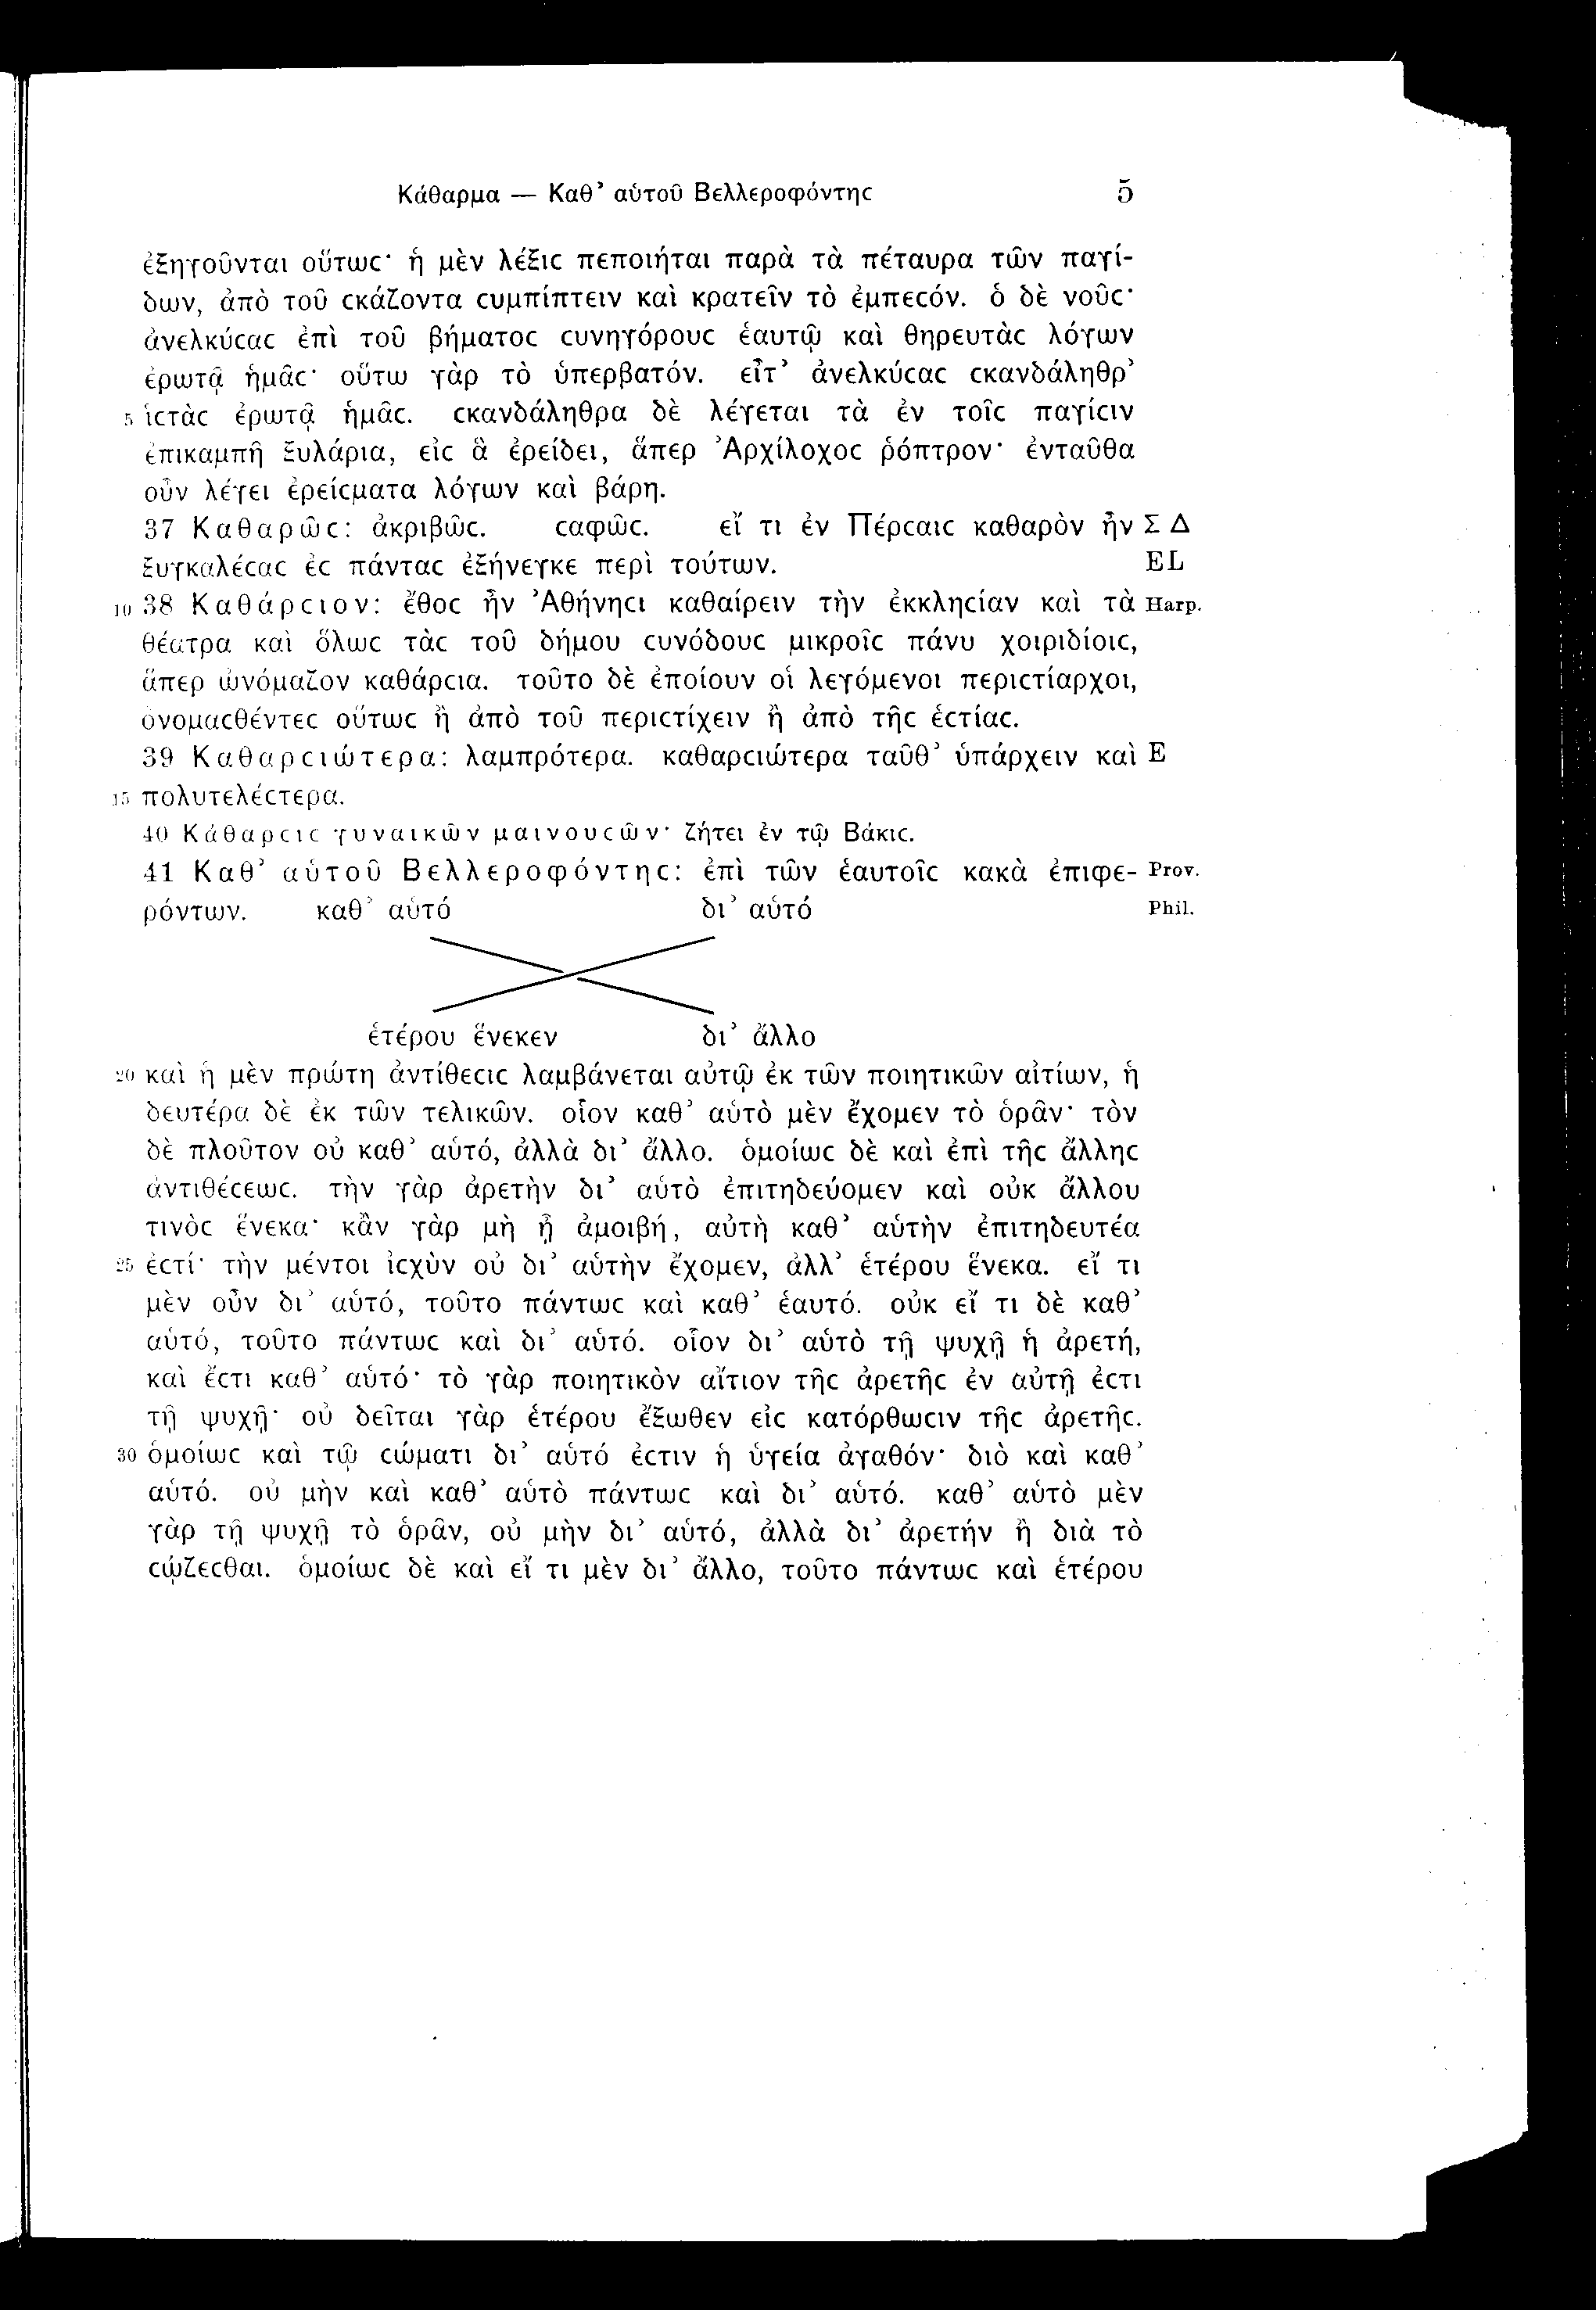 Κάθαρμα — Καθ’ αὑτοῦ Βελλεροφόντηϲ 5
ἐξηγοῦνται οὕτωϲ· ἡ μὲν λέξιϲ πεποιήται παρὰ τὰ πέταυρα τῶν παγί-
δων, ἀπὸ τοῦ ϲκάζοντα ϲυμπίπτειν καὶ κρατεῖν τὸ ἐμπεϲόν. ὁ δὲ νοῦϲ·
ἀνελκύϲαϲ ἐπὶ τοῦ βήματοϲ ϲυνηγόρουϲ ἑαυτῷ καὶ θηρευτὰϲ λόγων
ἐρωτᾷ ἡμᾶϲ· οὕτω γὰρ τὸ ὑπερβατόν. εἶτ’ ἀνελκύϲαϲ ϲκανδάληθρ’
5 ἱϲτὰϲ ἐρωτᾷ ἡμᾶϲ. ϲκανδάληθρα δὲ λέγεται τὰ ἐν τοῖϲ παγίϲιν
ἐπικαμπῆ ξυλάρια, εἰϲ ἃ ἐρείδει, ἅπερ Ἀρχίλοχοϲ ῥόπτρον· ἐνταῦθα
οὖν λέγει ἐρείϲματα λόγων καὶ βάρη.
37 Καθαρῶϲ: ἀκριβῶϲ. ϲαφῶϲ. εἴ τι ἐν Πέρϲαιϲ καθαρὸν ἦν Σ Δ
ξυγκαλέϲαϲ ἐϲ πάνταϲ ἐξήνεγκε περὶ τούτων. EL
10 38 Καθάρϲιον: ἔθοϲ ἦν Ἀθήνηϲι καθαίρειν τὴν ἐκκληϲίαν καὶ τὰ Harp.
θέατρα καὶ ὅλωϲ τὰϲ τοῦ δήμου ϲυνόδουϲ μικροῖϲ πάνυ χοιριδίοιϲ,
ἅπερ ὠνόμαζον καθάρϲια. τοῦτο δὲ ἐποίουν οἱ λεγόμενοι περιϲτίαρχοι,
ὀνομαϲθέντεϲ οὕτωϲ ἢ ἀπὸ τοῦ περιϲτίχειν ἢ ἀπὸ τῆϲ ἑϲτίαϲ.
39 Καθαρϲιώτερα: λαμπρότερα. καθαρϲιώτερα ταῦθ’ ὑπάρχειν καὶ E
15 πολυτελέϲτερα.
40 Κάθαρϲιϲ γυναικῶν μαινουϲῶν· ζήτει ἐν τῷ Βάκιϲ.
41 Καθ’ αὑτοῦ Βελλεροφόντηϲ: ἐπὶ τῶν ἑαυτοῖϲ κακὰ ἐπιφε- Prov.
ρόντων. καθ’ αὑτό δι’ αὑτό Phil.
ἑτέρου ἕνεκεν δι’ ἄλλο
20 καὶ ἡ μὲν πρώτη ἀντίθεϲιϲ λαμβάνεται αὐτῷ ἐκ τῶν ποιητικῶν αἰτίων, ἡ
δευτέρα δὲ ἐκ τῶν τελικῶν. οἷον καθ’ αὑτὸ μὲν ἔχομεν τὸ ὁρᾶν· τὸν
δὲ πλοῦτον οὐ καθ’ αὑτό, ἀλλὰ δι’ ἄλλο. ὁμοίωϲ δὲ καὶ ἐπὶ τῆϲ ἄλληϲ
ἀντιθέϲεωϲ. τὴν γὰρ ἀρετὴν δι’ αὑτὸ ἐπιτηδεύομεν καὶ οὐκ ἄλλου
τινὸϲ ἕνεκα· κἂν γὰρ μὴ ᾖ ἀμοιβή, αὐτὴ καθ’ αὑτὴν ἐπιτηδευτέα
25 ἐϲτί· τὴν μέντοι ἰϲχὺν οὐ δι’ αὑτὴν ἔχομεν, ἀλλ’ ἑτέρου ἕνεκα. εἴ τι
μὲν οὖν δι’ αὑτό, τοῦτο πάντωϲ καὶ καθ’ ἑαυτό. οὐκ εἴ τι δὲ καθ’
αὑτό, τοῦτο πάντωϲ καὶ δι’ αὑτό. οἷον δι’ αὑτὸ τῇ ψυχῇ ἡ ἀρετή,
καὶ ἔϲτι καθ’ αὑτό· τὸ γὰρ ποιητικὸν αἴτιον τῆϲ ἀρετῆϲ ἐν αὐτῇ ἐϲτι
τῇ ψυχῇ· οὐ δεῖται γὰρ ἑτέρου ἔξωθεν εἰϲ κατόρθωϲιν τῆϲ ἀρετῆϲ.
30 ὁμοίωϲ καὶ τῷ ϲώματι δι’ αὑτό ἐϲτιν ἡ ὑγεία ἀγαθόν· διὸ καὶ καθ’
αὑτό. οὐ μὴν καὶ καθ’ αὑτὸ πάντωϲ καὶ δι’ αὑτό. καθ’ αὑτὸ μὲν
γὰρ τῇ ψυχῇ τὸ ὁρᾶν, οὐ μὴν δι’ αὑτό, ἀλλὰ δι’ ἀρετήν ἢ διὰ τὸ
ϲῴζεϲθαι. ὁμοίωϲ δὲ καὶ εἴ τι μὲν δι’ ἄλλο, τοῦτο πάντωϲ καὶ ἑτέρου